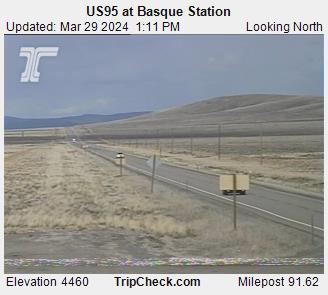 US95 at Basque Station
Updated: Mar 29 2024 1:11 PM Looking North
Elevation 4460 TripCheck.com Milepost 91.62